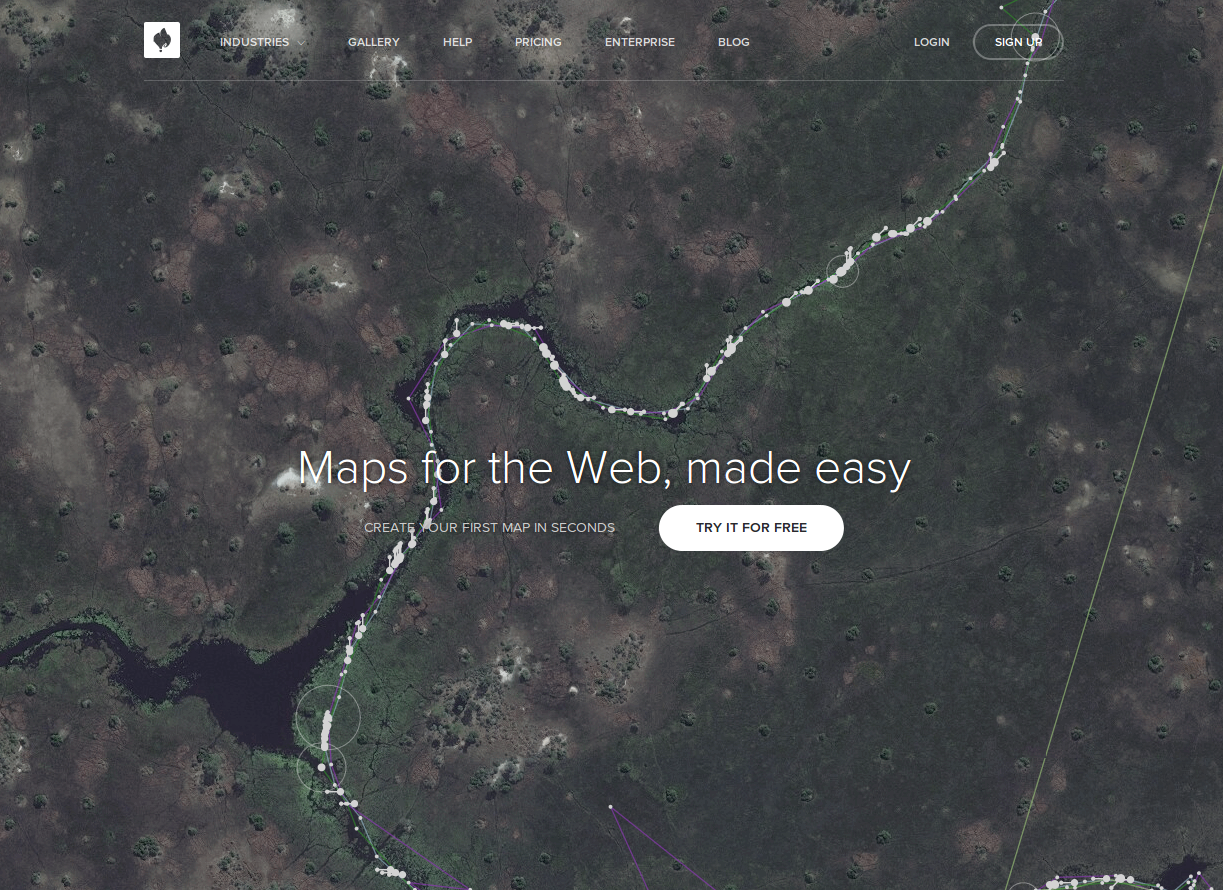 INDUSTRIES GALLERY HELP PRICING ENTERPRISE BLOG LOGIN SIGN UP
Maps for the Web, made easy
CREATE YOUR FIRST MAP IN SECONDS TRY IT FOR FREE